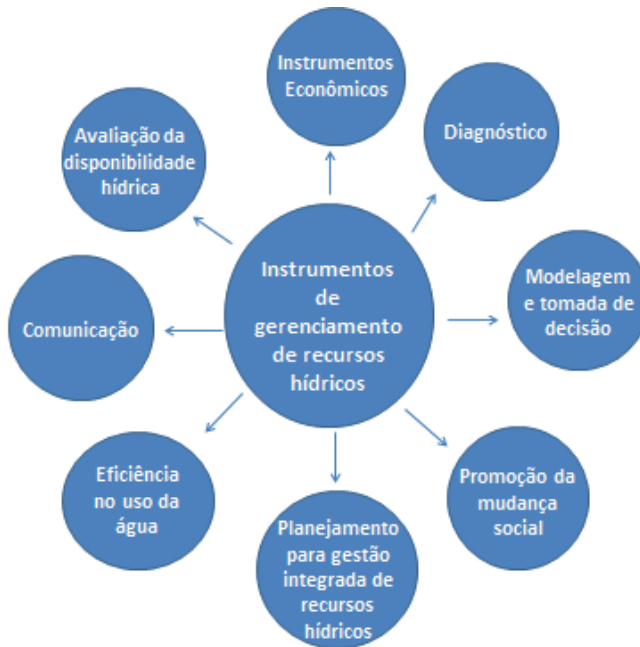 Instrumentos
Econômicos
Diagnóstico
Modelagem
e tomada de
decisão
Promoção da
mudança
social
Planejamento
para gestão
integrada de
recursos
hídricos
Eficiência
no uso da
água
Comunicação
Avaliação da
disponibilidade
hídrica
Instrumentos
de
gerenciamento
de recursos
hídricos